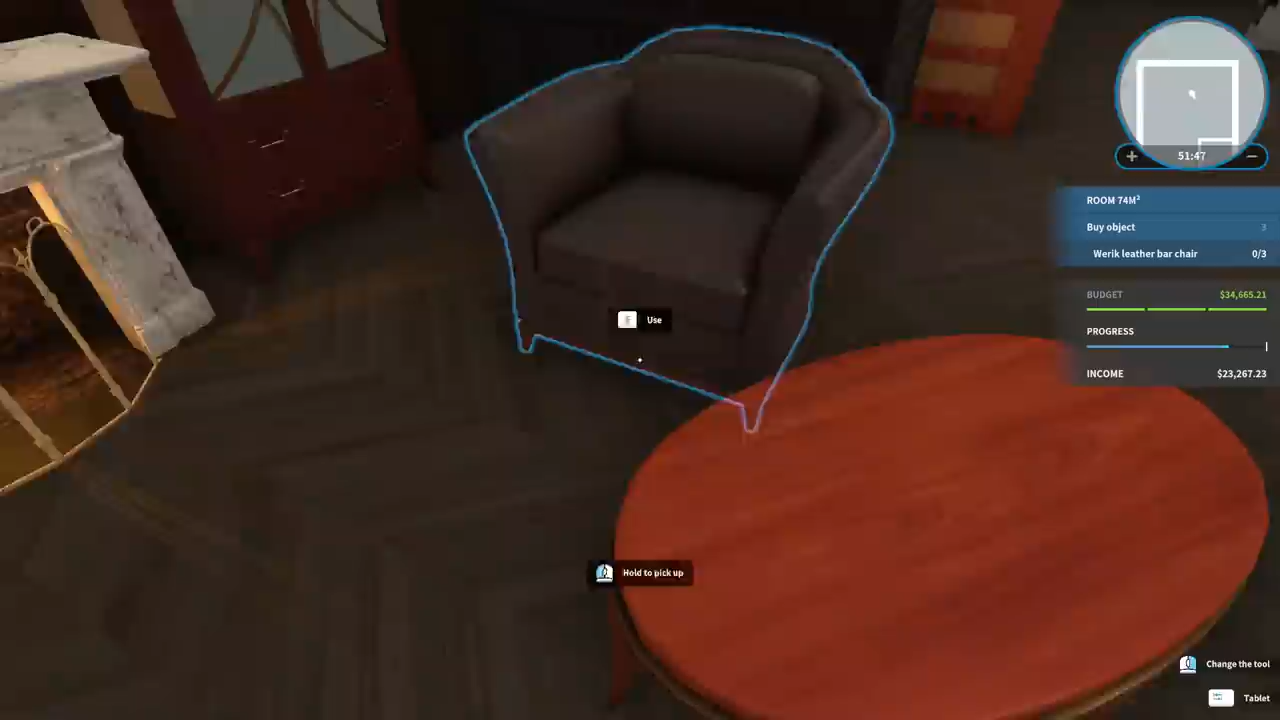 + 51:47 −
ROOM 74M²
Buy object 3
Werik leather bar chair 0/3
BUDGET $34,665.21
PROGRESS
INCOME $23,267.23
F Use
Hold to pick up
Change the tool
Tablet